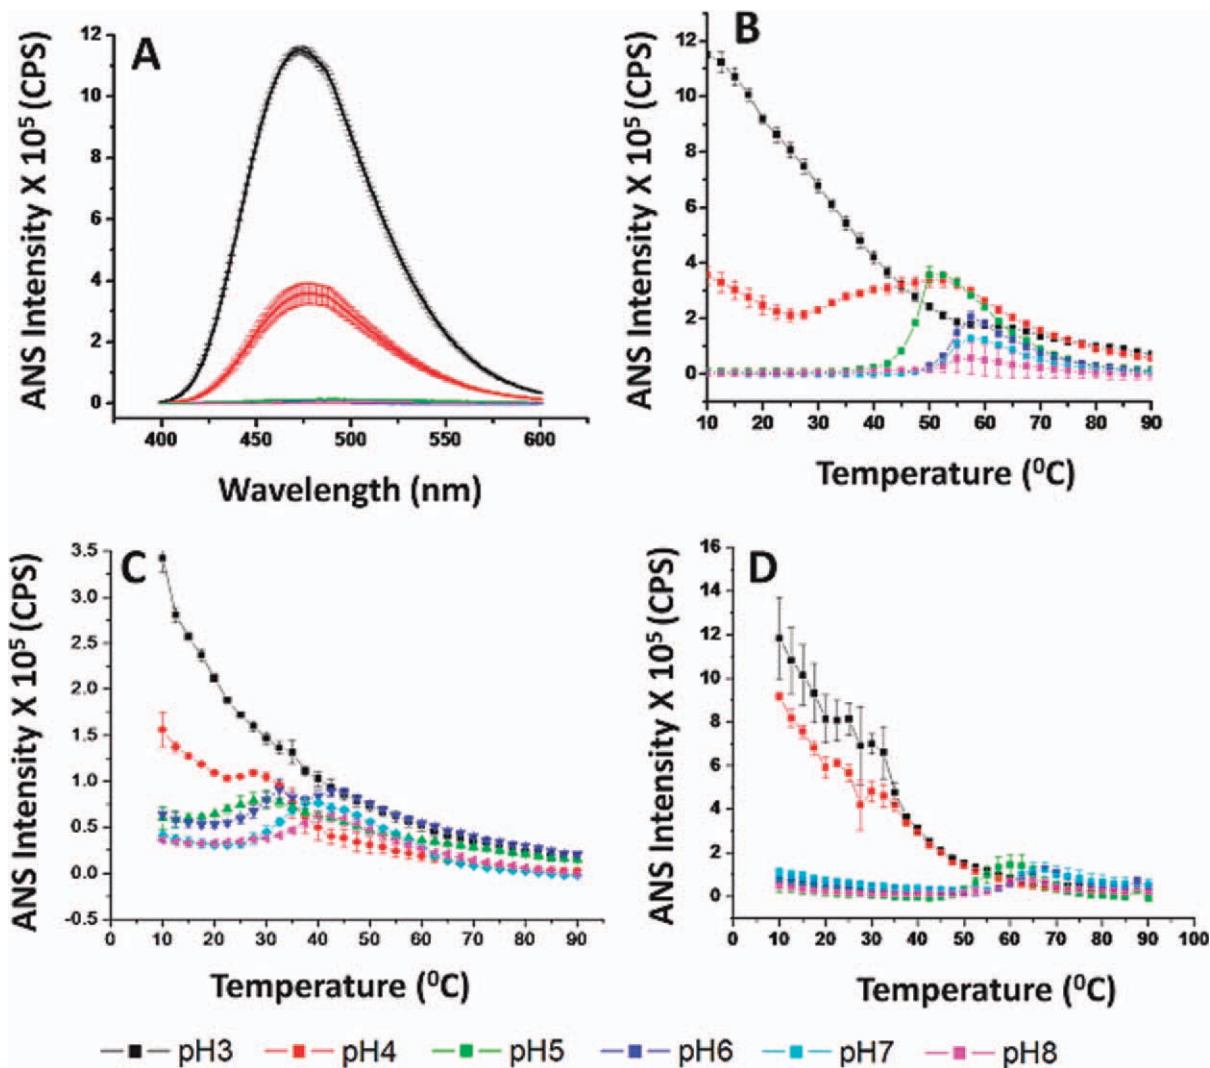 A
ANS Intensity X 10⁵ (CPS)
12
10
8
6
4
2
0
400 450 500 550 600
Wavelength (nm)
B
ANS Intensity X 10⁵ (CPS)
12
10
8
6
4
2
0
10 20 30 40 50 60 70 80 90
Temperature (⁰C)
C
ANS Intensity X 10⁵ (CPS)
3.5
3.0
2.5
2.0
1.5
1.0
0.5
0.0
-0.5
0 10 20 30 40 50 60 70 80 90
Temperature (⁰C)
D
ANS Intensity X 10⁵ (CPS)
16
14
12
10
8
6
4
2
0
0 10 20 30 40 50 60 70 80 90 100
Temperature (⁰C)
pH3 pH4 pH5 pH6 pH7 pH8